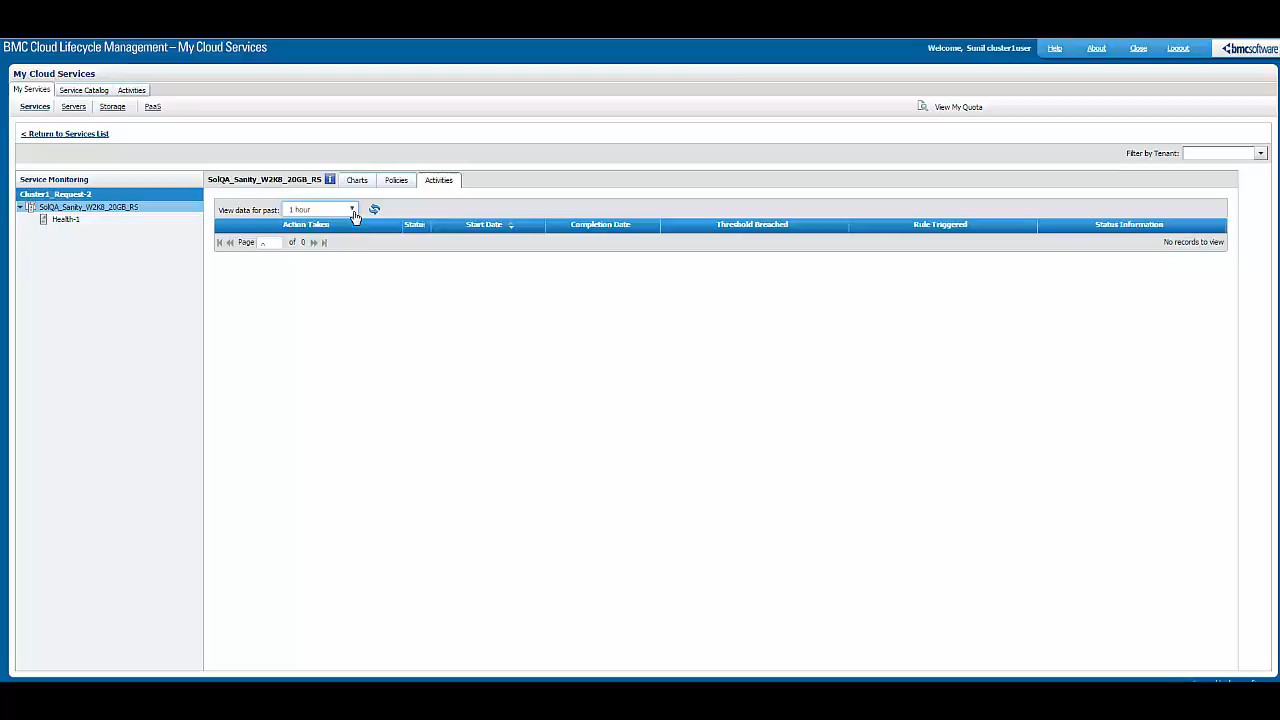 BMC Cloud Lifecycle Management – My Cloud Services
Welcome, Sunil cluster1user
Help
About
Close
Logout
bmcsoftware
My Cloud Services
My Services
Service Catalog
Activities
Services
Servers
Storage
PaaS
View My Quota
< Return to Services List
Filter by Tenant:
Service Monitoring
Cluster1_Request-2
SolQA_Sanity_W2K8_20GB_RS
Health-1
SolQA_Sanity_W2K8_20GB_RS
Charts
Policies
Activities
View data for past: 1 hour
Action Taken
Start Date
Completion Date
Threshold Breached
Rule Triggered
Status Information
Page of 0
No records to view